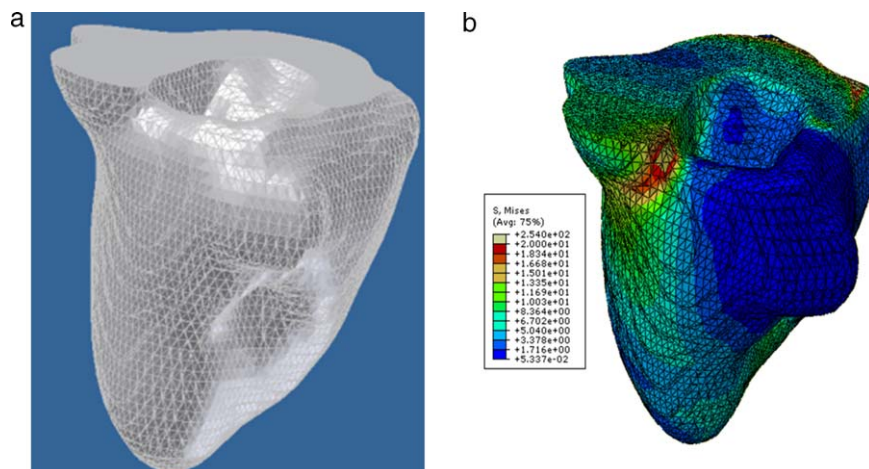 a
b
S, Mises
(Avg: 75%)
+2.540e+02
+2.000e+01
+1.834e+01
+1.668e+01
+1.501e+01
+1.335e+01
+1.169e+01
+1.003e+01
+8.364e+00
+6.702e+00
+5.040e+00
+3.378e+00
+1.716e+00
+5.337e-02